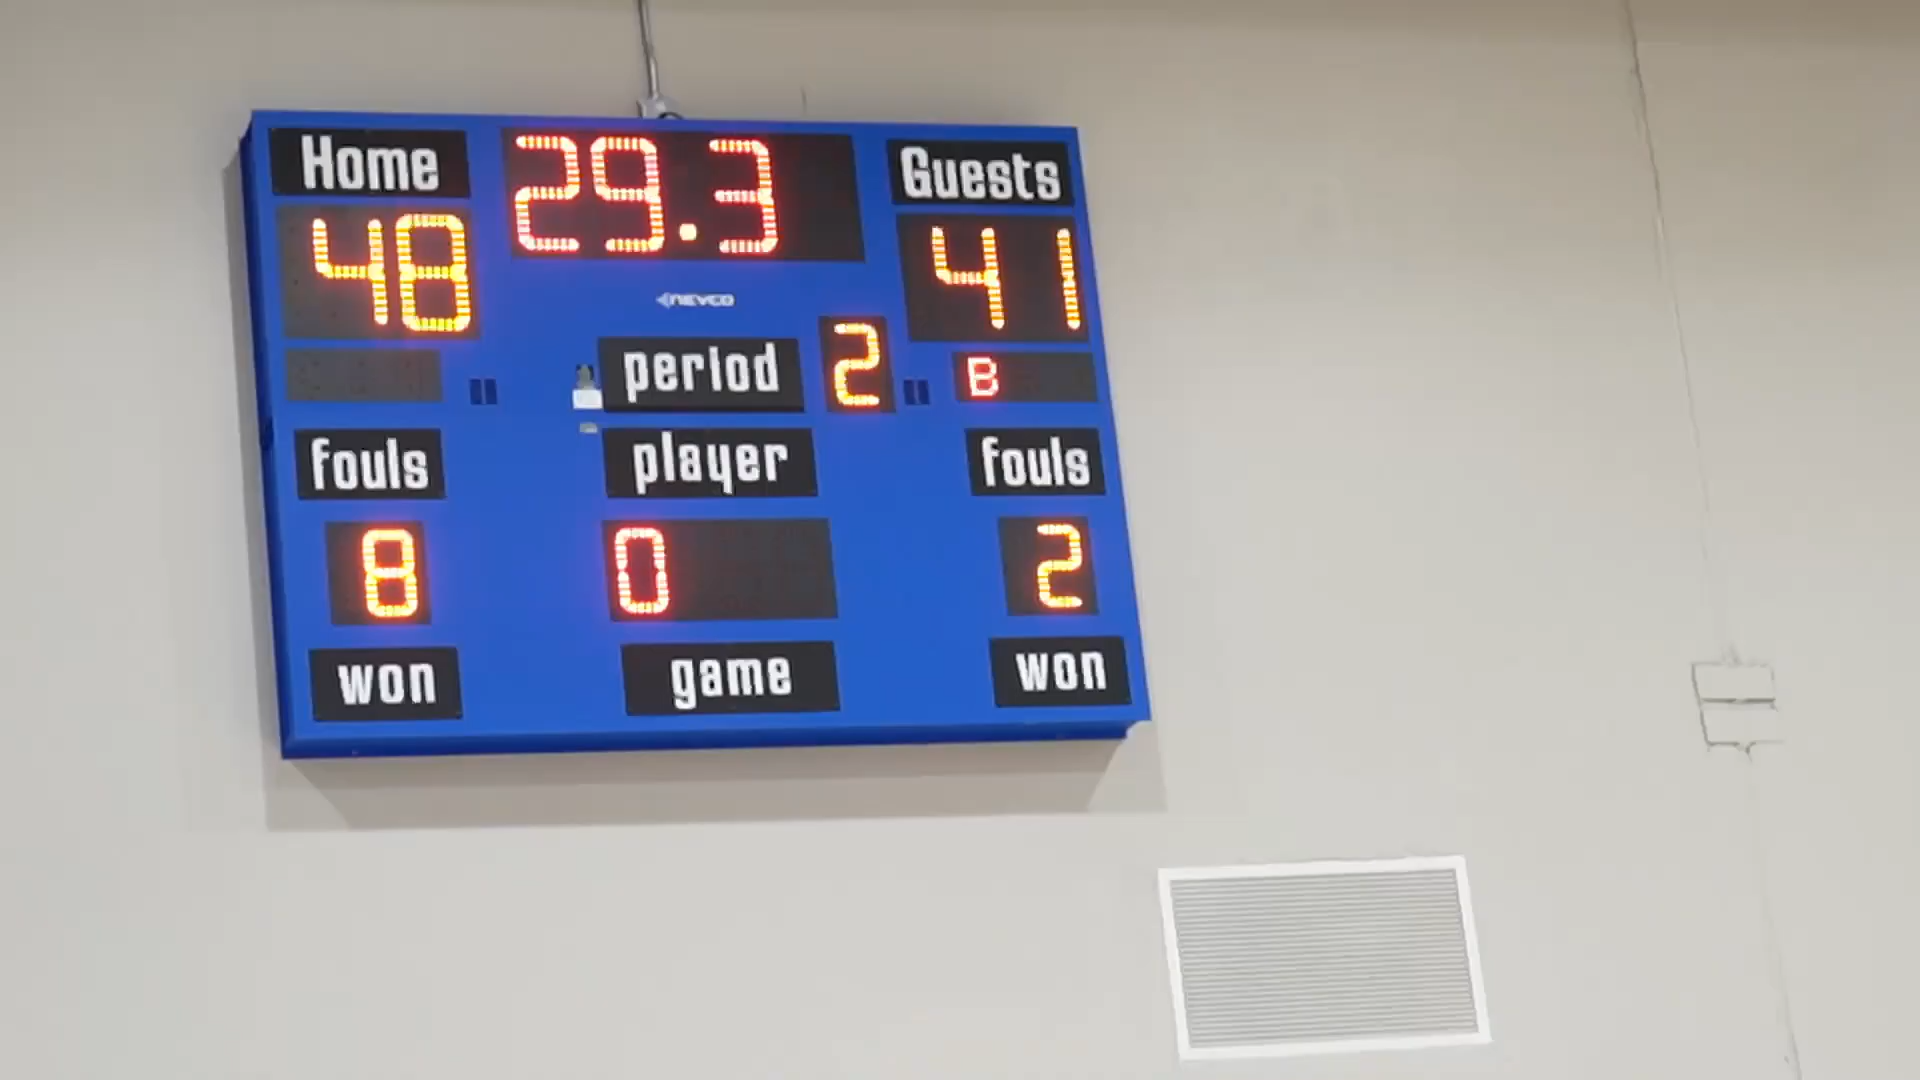 Home 29.3 Guests
48 41
NEVCO
period 2 B
fouls player fouls
8 0 2
won game won